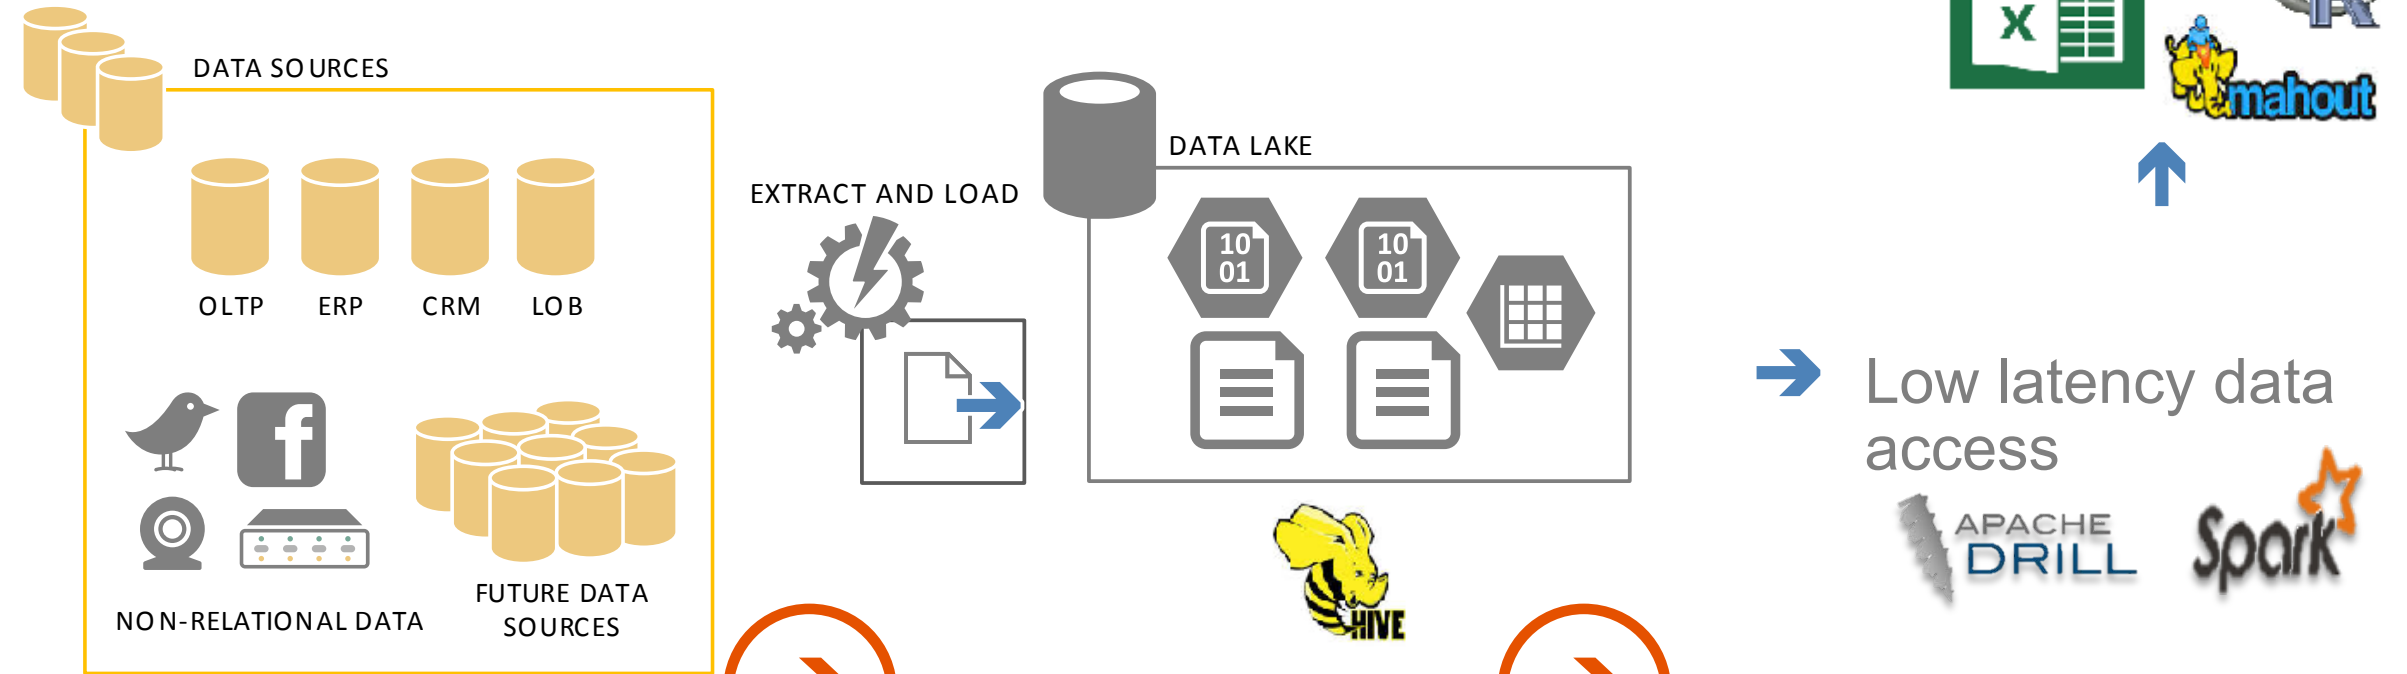 DATA SOURCES
OLTP
ERP
CRM
LOB
NON-RELATIONAL DATA
FUTURE DATA
SOURCES
EXTRACT AND LOAD
DATA LAKE
10
01
10
01
HIVE
X
R
mahout
Low latency data
access
APACHE
DRILL
Spark